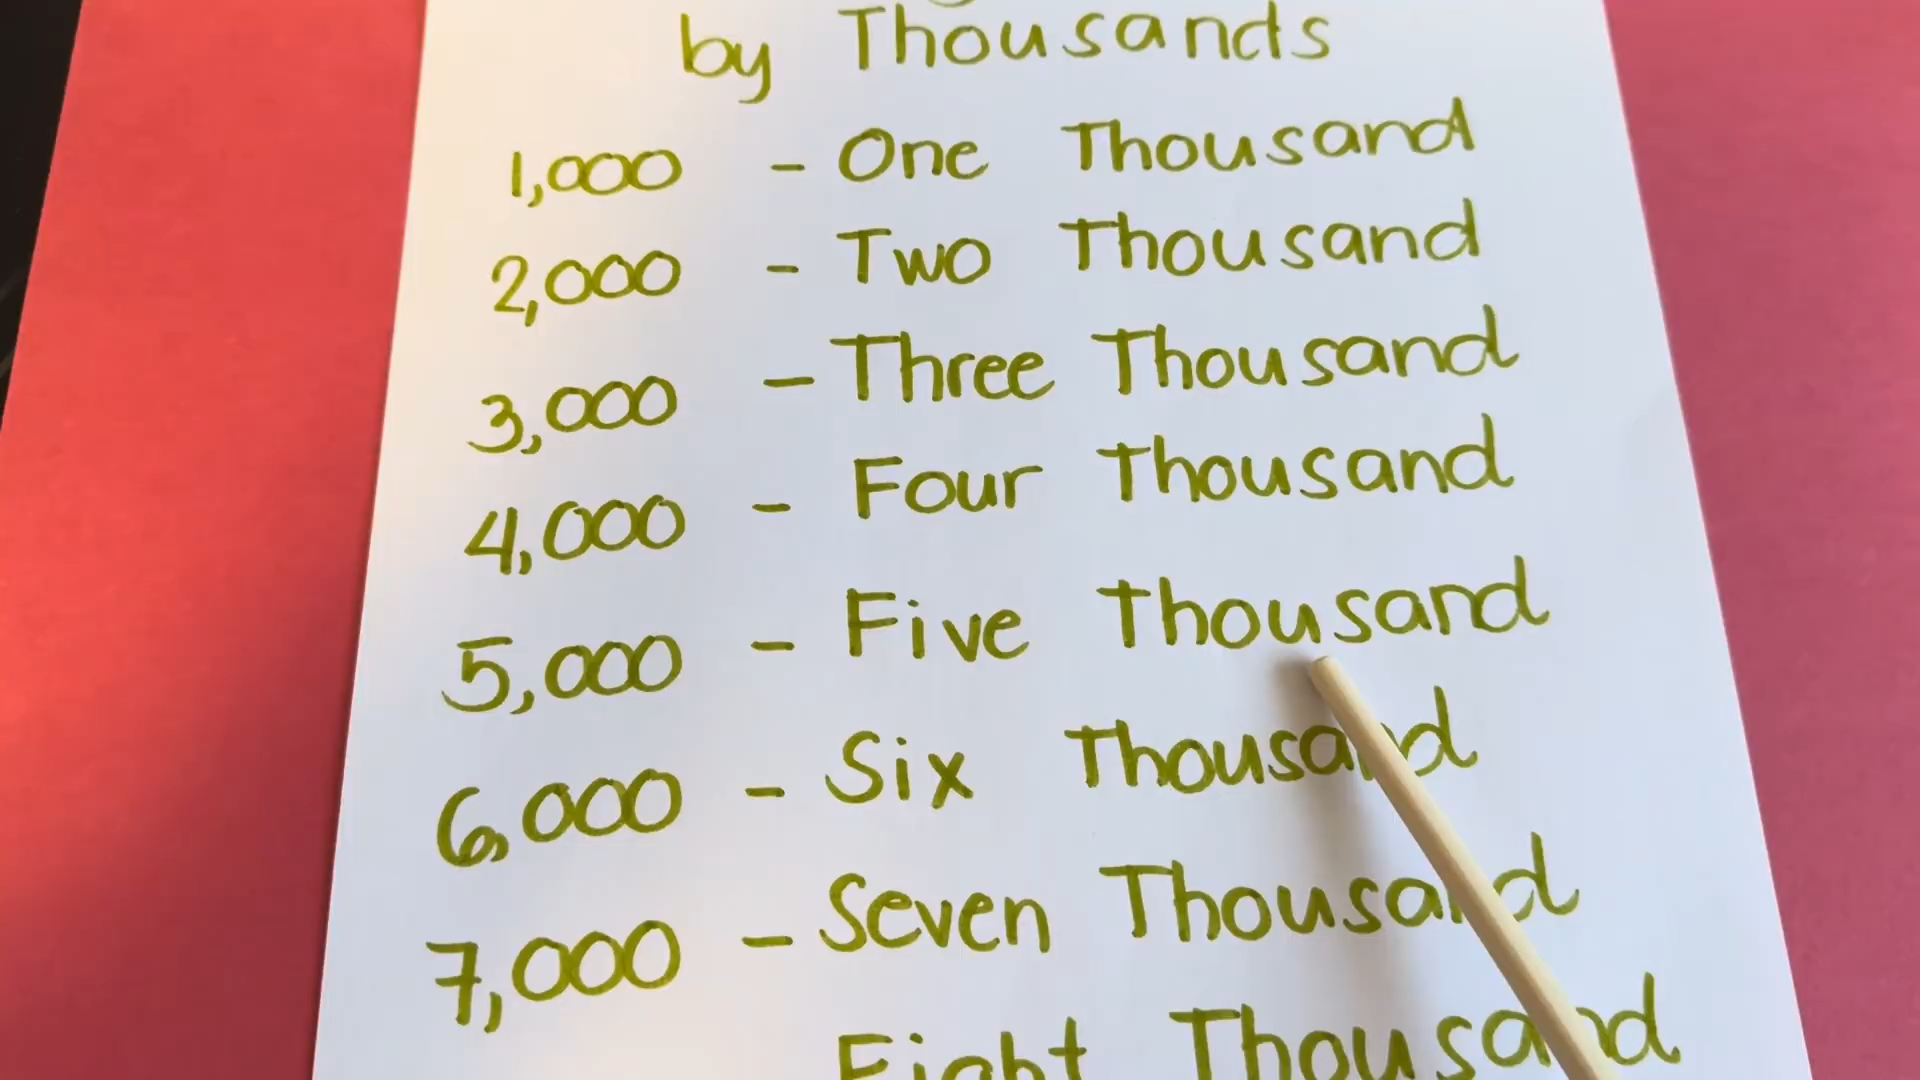 by Thousands
1,000 - One Thousand
2,000 - Two Thousand
3,000 - Three Thousand
4,000 - Four Thousand
5,000 - Five Thousand
6,000 - Six Thousand
7,000 - Seven Thousand
Eight Thousand